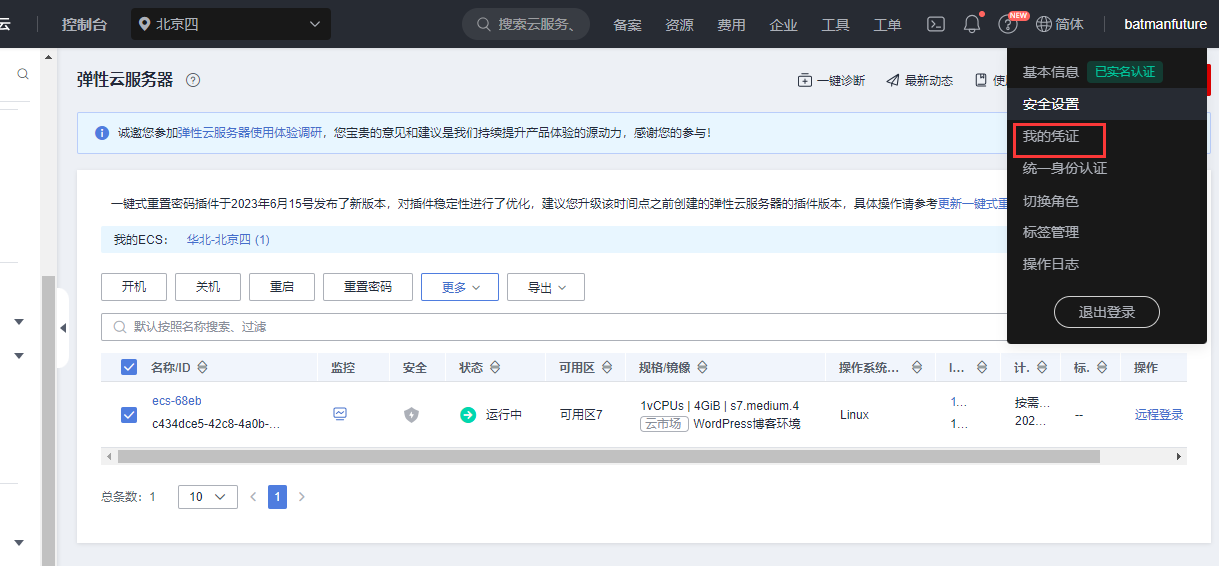 云 控制台 北京四 搜索云服务、 备案 资源 费用 企业 工具 工单 NEW 简体 batmanfuture
弹性云服务器 一键诊断 最新动态
诚邀您参加弹性云服务器使用体验调研，您宝贵的意见和建议是我们持续提升产品体验的源动力，感谢您的参与！
一键式重置密码插件于2023年6月15号发布了新版本，对插件稳定性进行了优化，建议您升级该时间点之前创建的弹性云服务器的插件版本，具体操作请参考更新一键式重
我的ECS： 华北-北京四 (1)
开机 关机 重启 重置密码 更多 导出
默认按照名称搜索、过滤
名称/ID 监控 安全 状态 可用区 规格/镜像 操作系统... I... 计. 标. 操作
ecs-68eb
c434dce5-42c8-4a0b-...
运行中 可用区7
1vCPUs | 4GiB | s7.medium.4
云市场 WordPress博客环境
Linux
1...
1...
按需...
202...
-- 远程登录
总条数： 1 10 1
基本信息 已实名认证
安全设置
我的凭证
统一身份认证
切换角色
标签管理
操作日志
退出登录